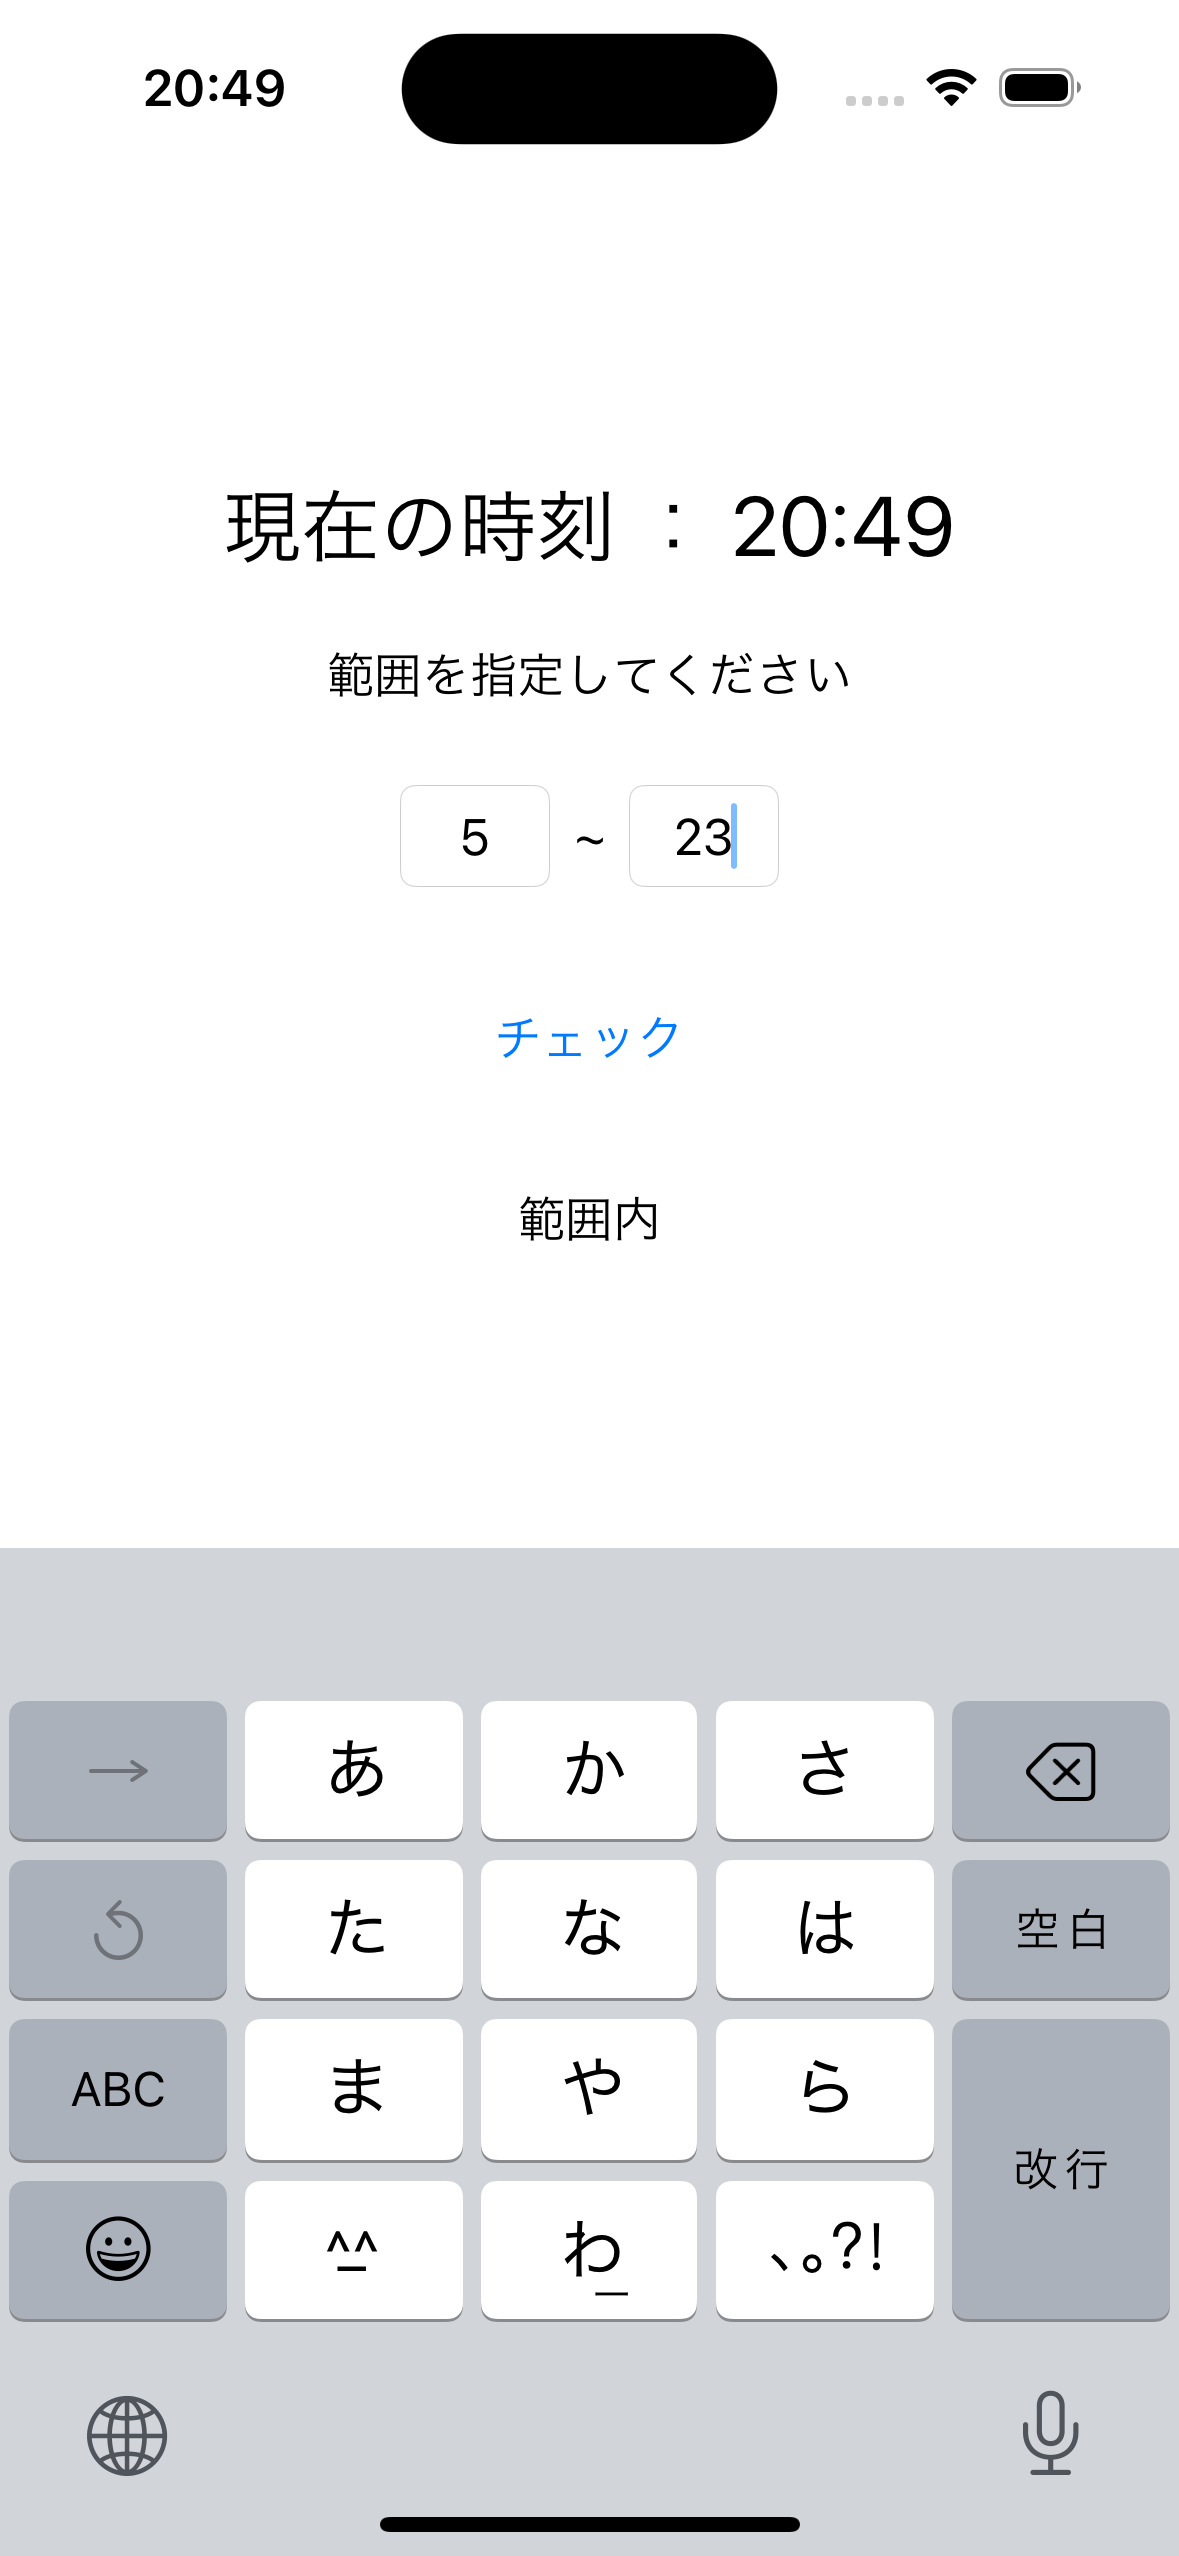 20:49
現在の時刻 : 20:49
範囲を指定してください
5 ~ 23
チェック
範囲内
→ あ か さ
た な は 空白
ABC ま や ら
^_^ わ_ 、。?! 改行